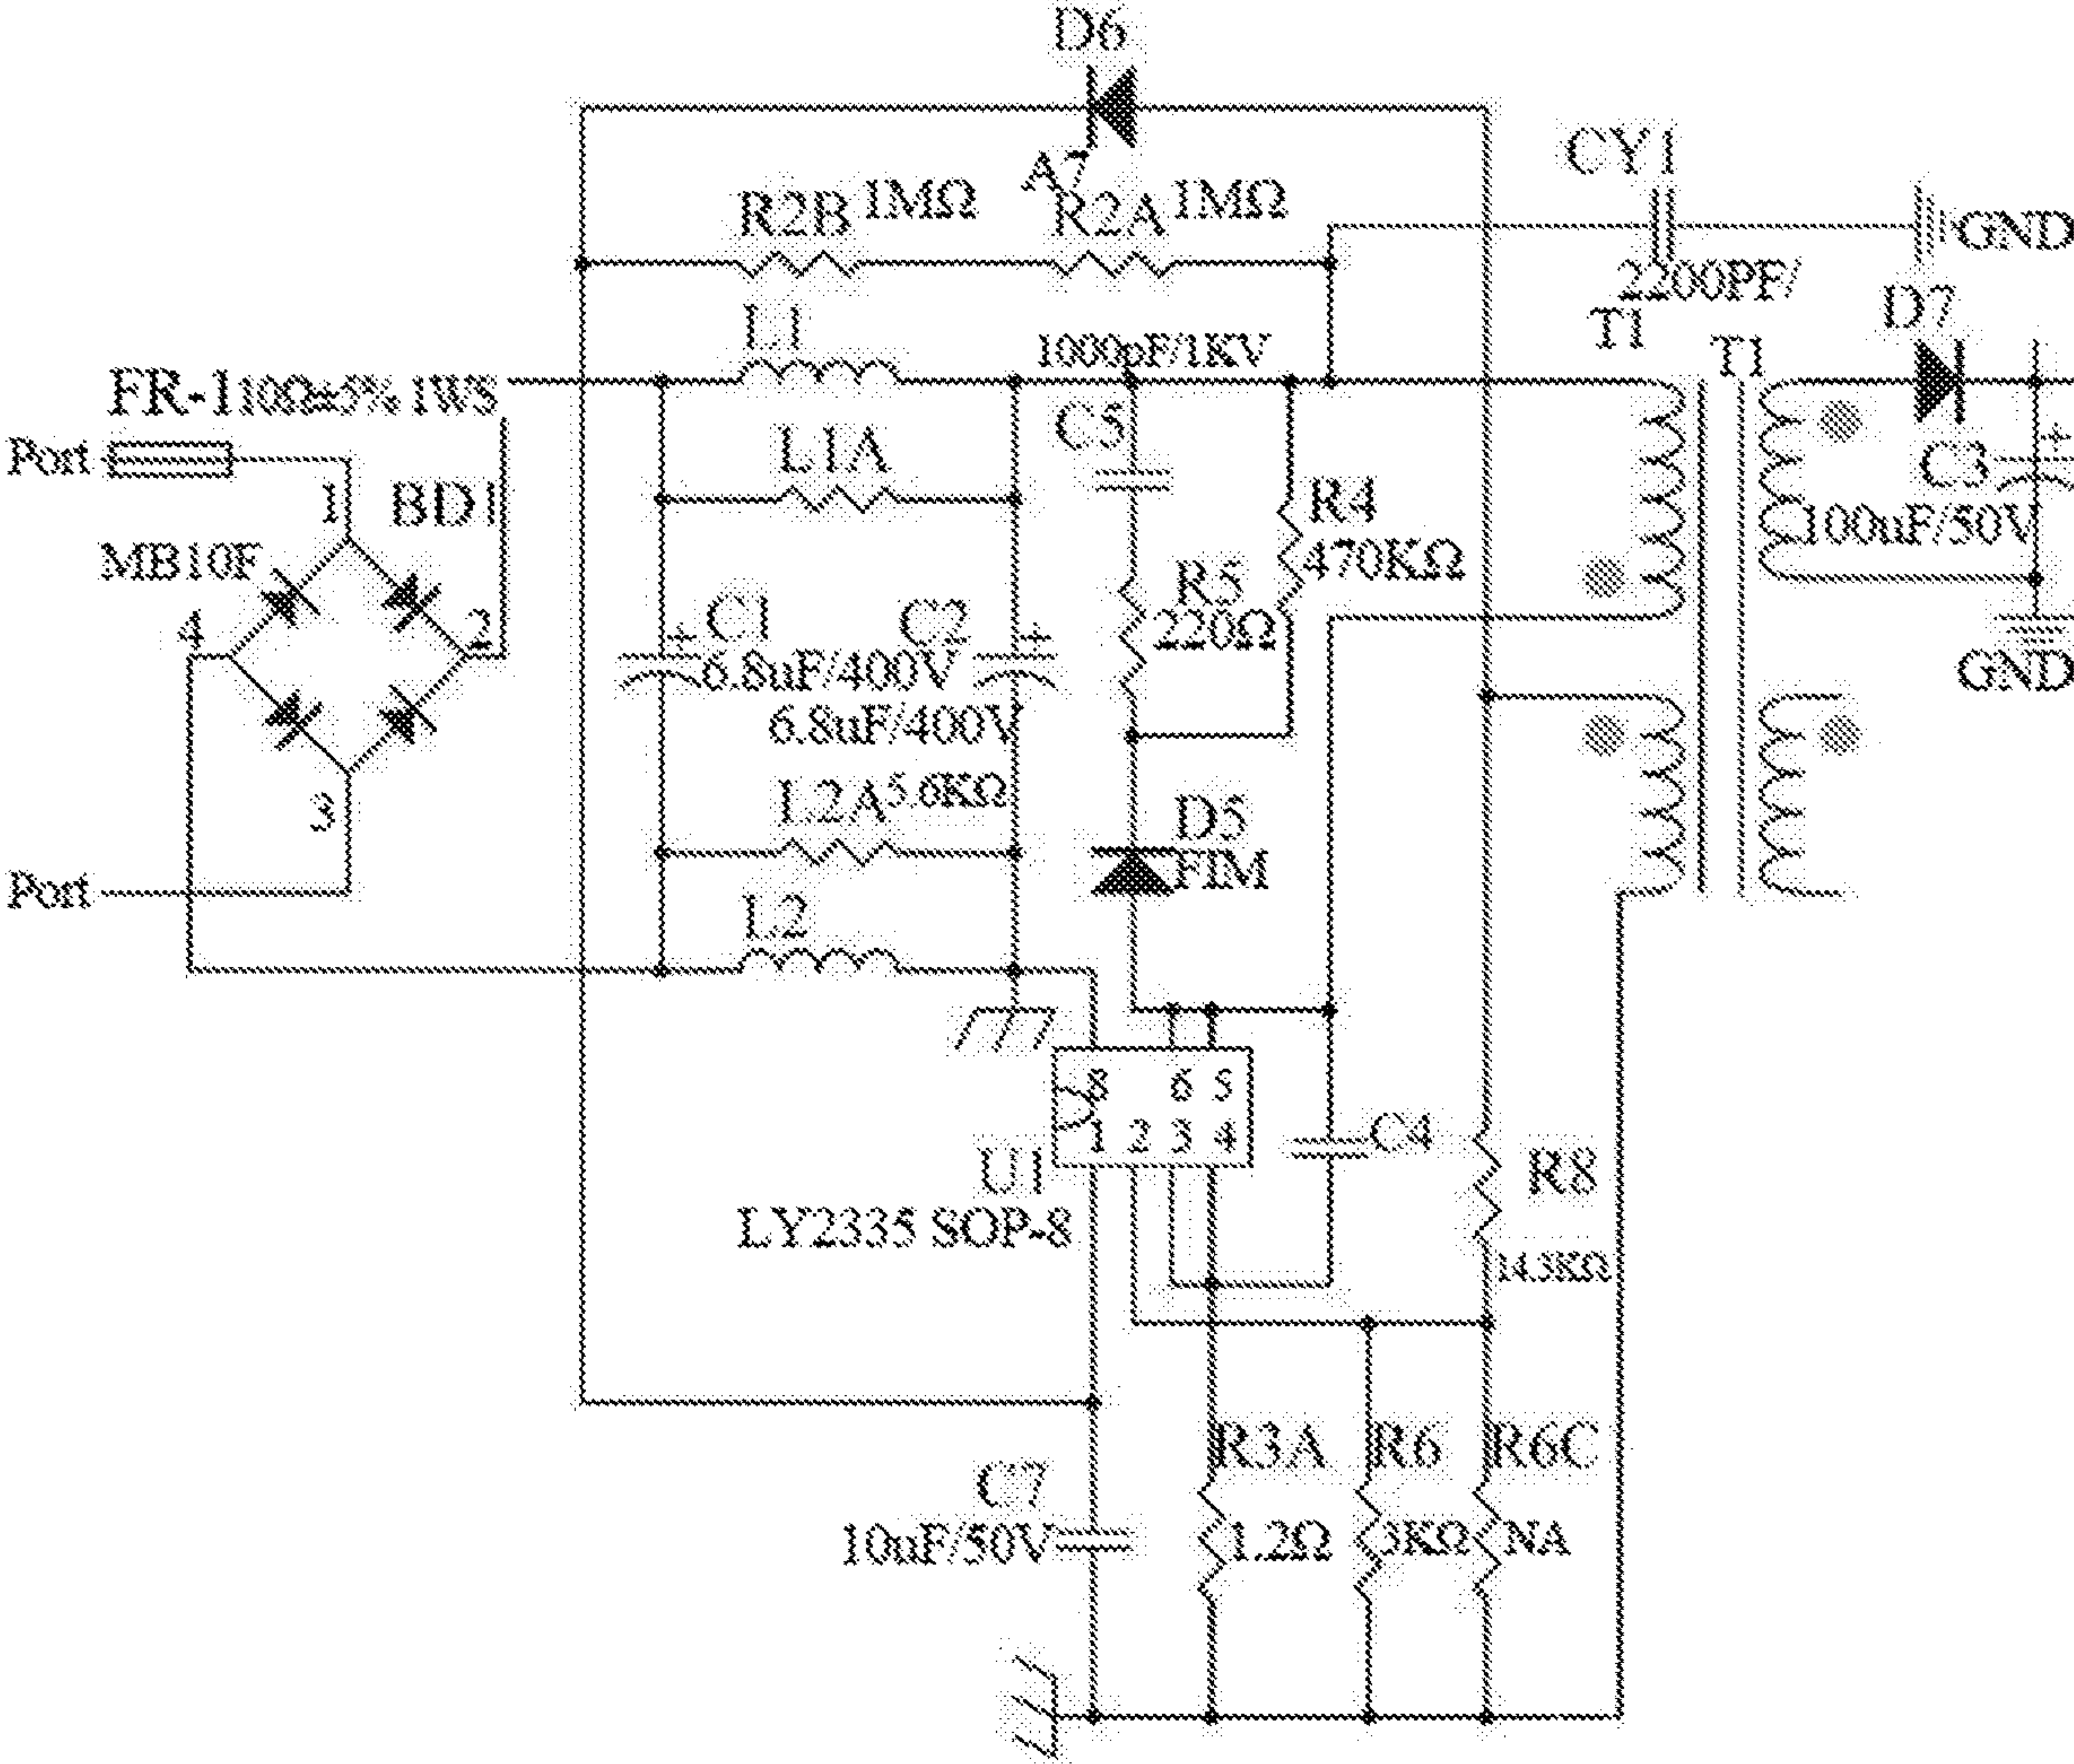 D6
A7
CY1
R2B 1MΩ
R2A 1MΩ
GND
2200PF/
D7
L1
1000pF/1KV
T1
T1
FR-1 10Ω±5% 1WS
C5
Port
L1A
+
C3
1
BD1
R4
100uF/50V
MB10F
470KΩ
R5
220Ω
4
2
+
C1
C2
+
6.8uF/400V
GND
6.8uF/400V
3
L2A 5.6KΩ
D5
FIM
Port
L2
8 6 5
1 2 3 4
C4
U1
R8
LY2335 SOP-8
14.3KΩ
R3A
R6
R6C
C7
10uF/50V
1.2Ω
3KΩ
NA